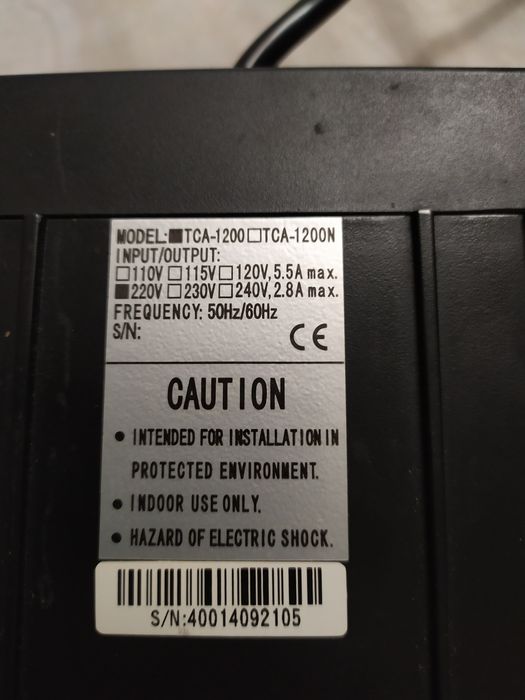 MODEL:■TCA-1200□TCA-1200N
INPUT/OUTPUT:
□110V□115V□120V,5.5A max.
■220V□230V□240V,2.8A max.
FREQUENCY: 50Hz/60Hz
S/N:
CE
CAUTION
● INTENDED FOR INSTALLATION IN
PROTECTED ENVIRONMENT.
● INDOOR USE ONLY.
● HAZARD OF ELECTRIC SHOCK.
S/N:40014092105